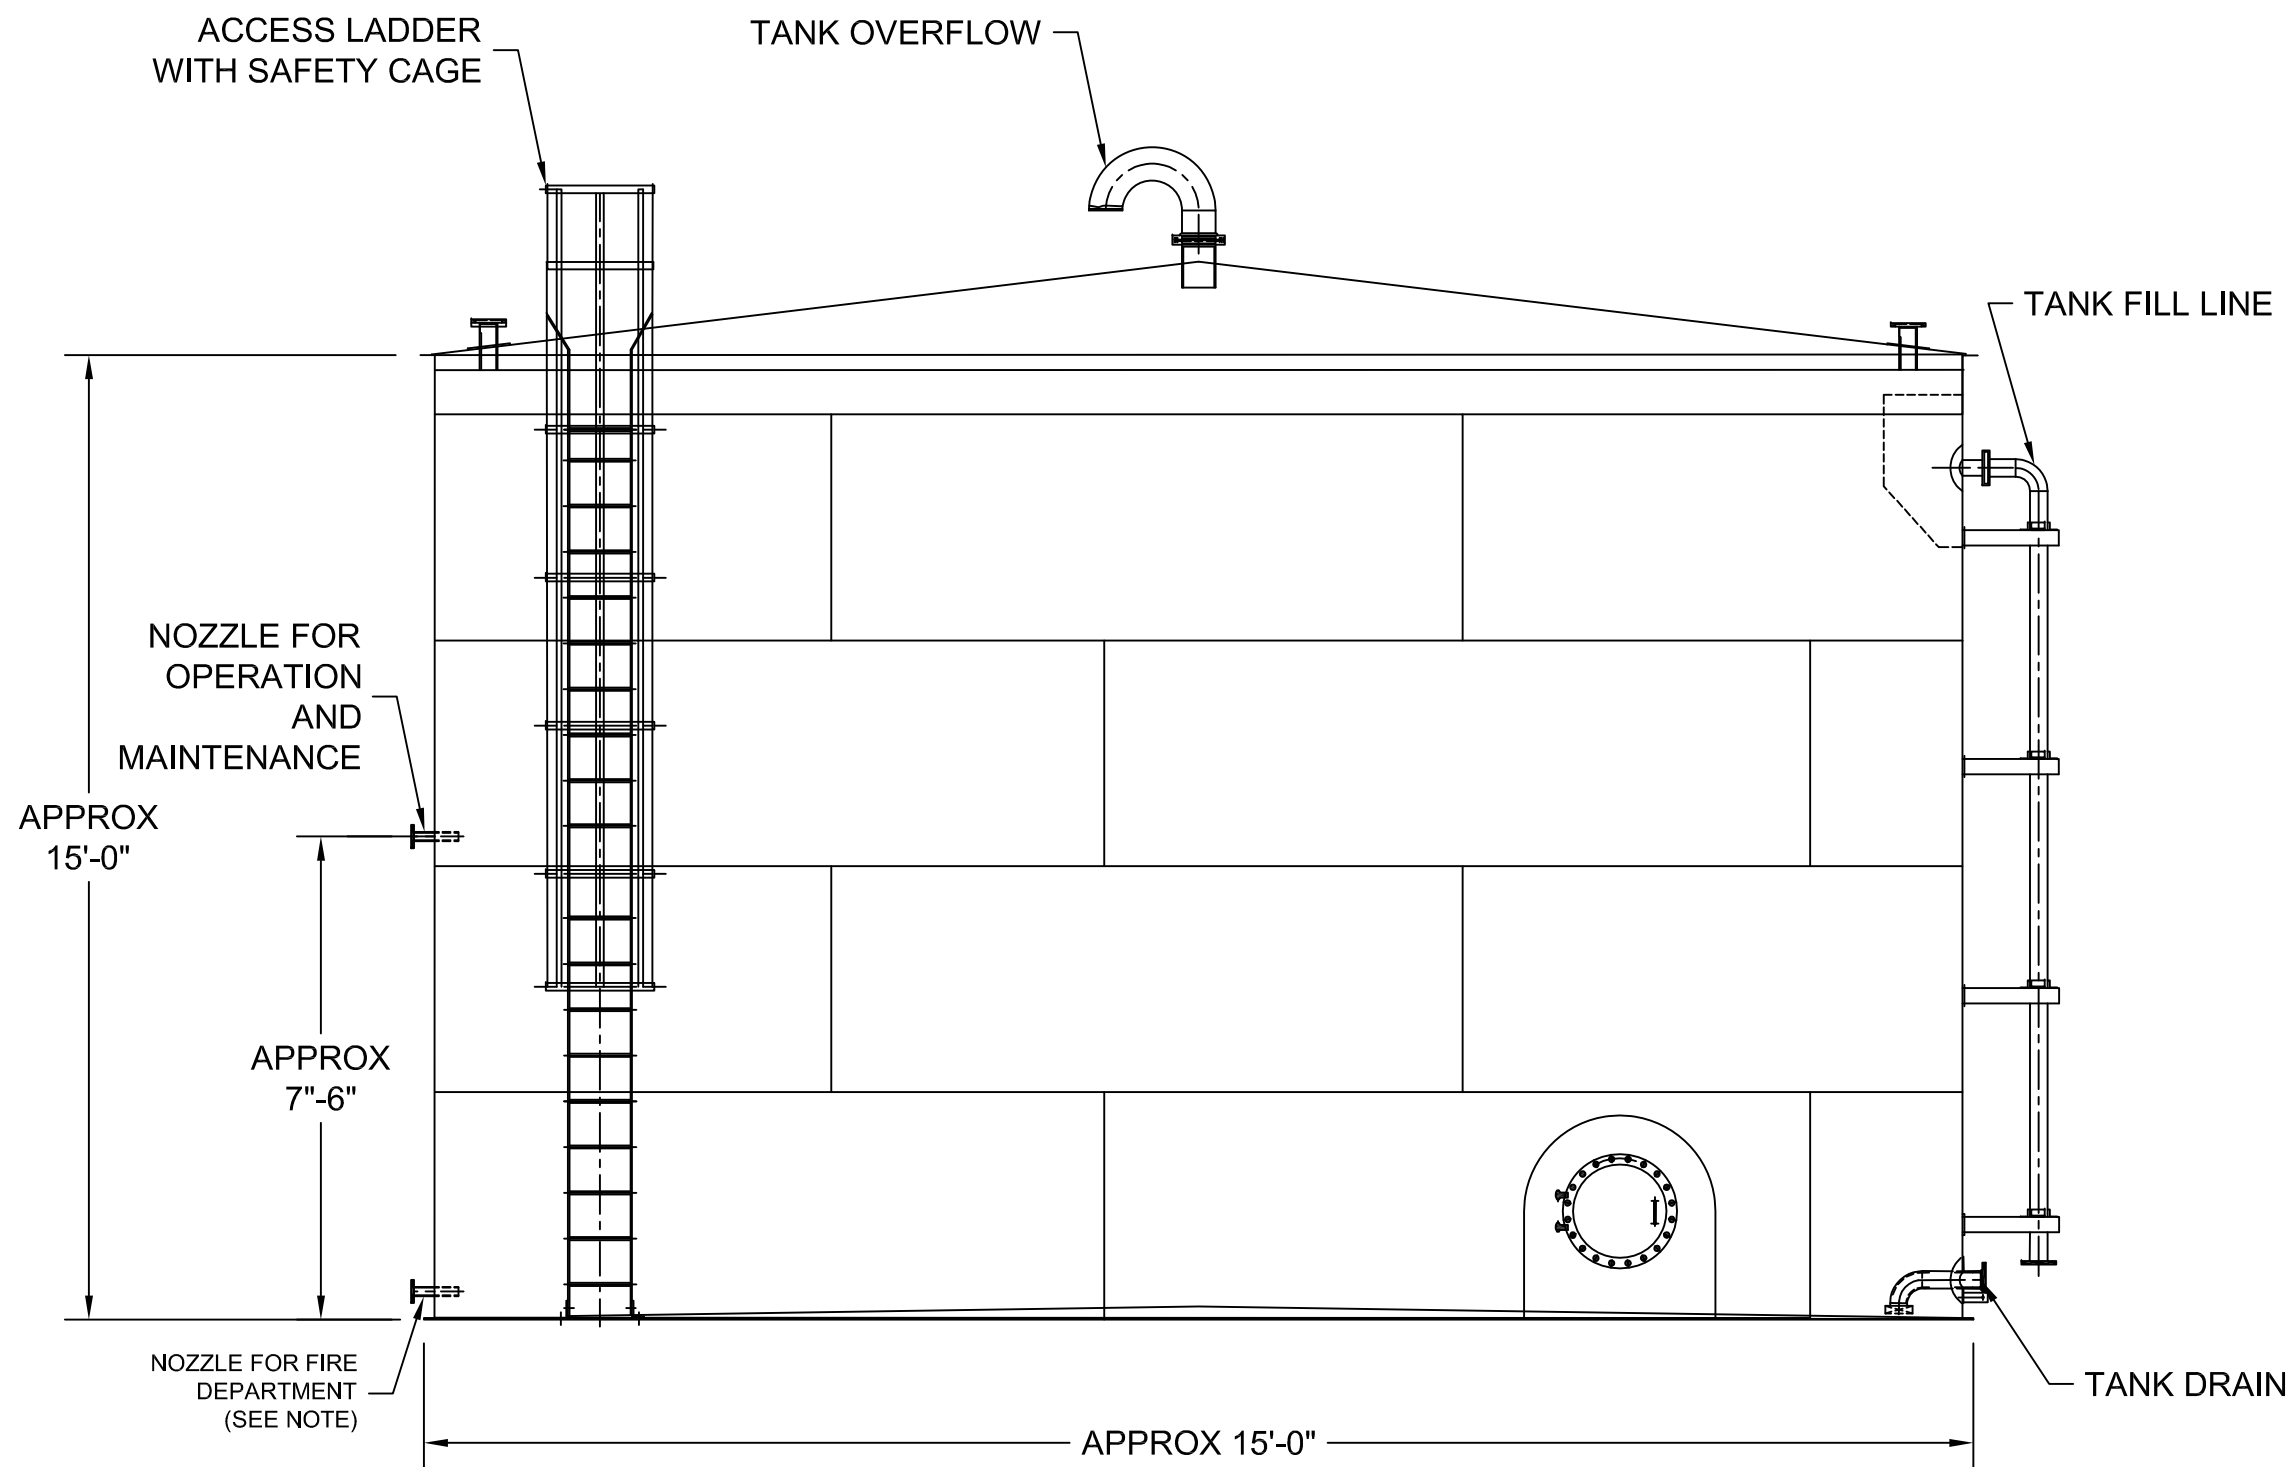 ACCESS LADDER
WITH SAFETY CAGE
TANK OVERFLOW
TANK FILL LINE
NOZZLE FOR
OPERATION
AND
MAINTENANCE
APPROX
15'-0"
APPROX
7"-6"
NOZZLE FOR FIRE
DEPARTMENT
(SEE NOTE)
TANK DRAIN
APPROX 15'-0"